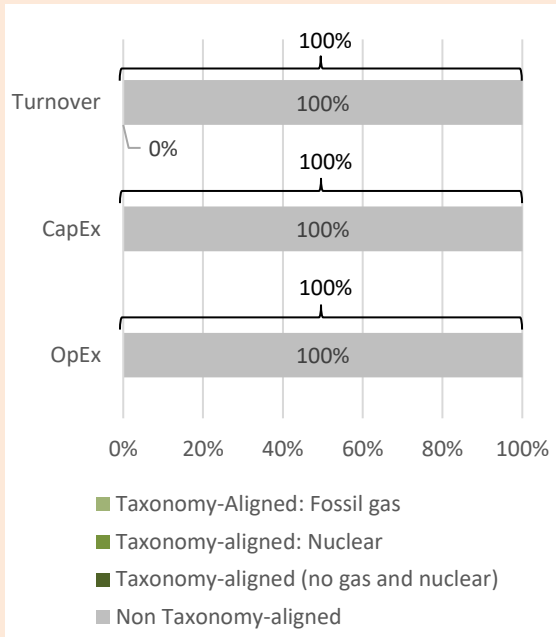 100%
Turnover 100%
0%
100%
CapEx 100%
100%
OpEx 100%
0% 20% 40% 60% 80% 100%
Taxonomy-Aligned: Fossil gas
Taxonomy-aligned: Nuclear
Taxonomy-aligned (no gas and nuclear)
Non Taxonomy-aligned